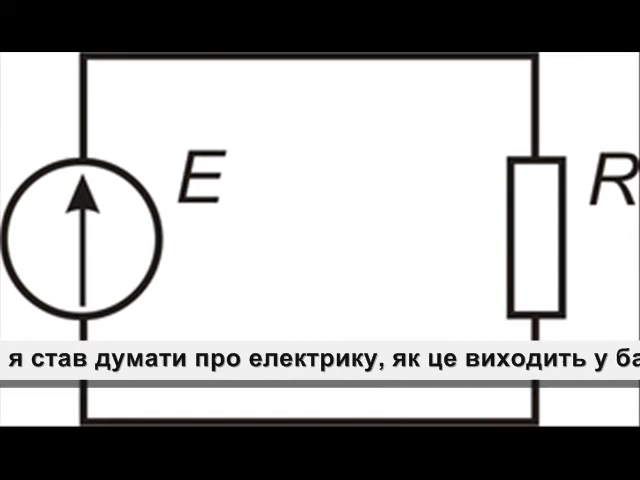 E
R
я став думати про електрику, як це виходить у